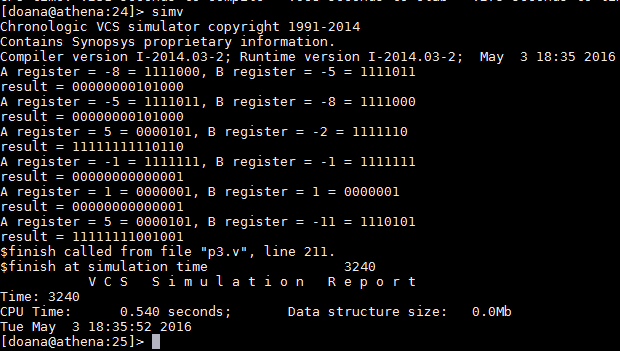 [doana@athena:24]> simv
Chronologic VCS simulator copyright 1991-2014
Contains Synopsys proprietary information.
Compiler version I-2014.03-2; Runtime version I-2014.03-2;  May  3 18:35 2016
A register = -8 = 1111000, B register = -5 = 1111011
result = 00000000101000
A register = -5 = 1111011, B register = -8 = 1111000
result = 00000000101000
A register = 5 = 0000101, B register = -2 = 1111110
result = 11111111110110
A register = -1 = 1111111, B register = -1 = 1111111
result = 00000000000001
A register = 1 = 0000001, B register = 1 = 0000001
result = 00000000000001
A register = 5 = 0000101, B register = -11 = 1110101
result = 11111111001001
$finish called from file "p3.v", line 211.
$finish at simulation time                 3240
V C S   S i m u l a t i o n   R e p o r t
Time: 3240
CPU Time:      0.540 seconds;       Data structure size:   0.0Mb
Tue May  3 18:35:52 2016
[doana@athena:25]>